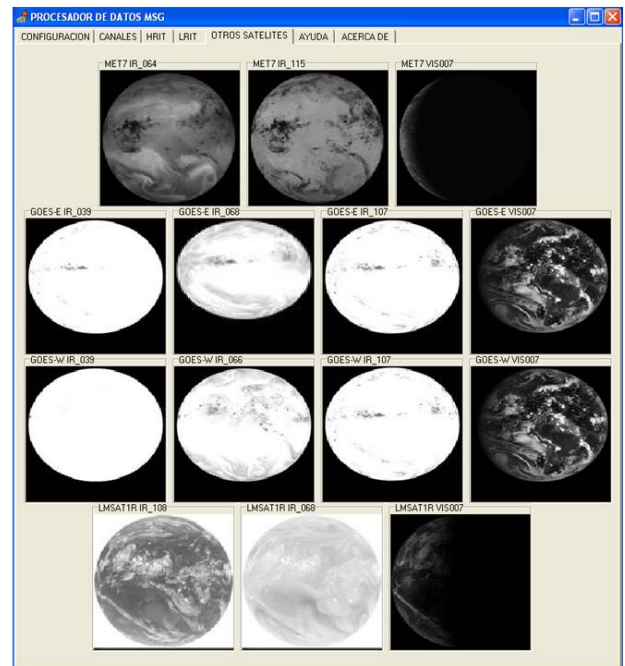 PROCESADOR DE DATOS MSG
CONFIGURACION CANALES HRIT LRIT OTROS SATELITES AYUDA ACERCA DE
MET7 IR_064 MET7 IR_115 MET7 VIS007
GOES-E IR_039 GOES-E IR_068 GOES-E IR_107 GOES-E VIS007
GOES-W IR_039 GOES-W IR_066 GOES-W IR_107 GOES-W VIS007
LMSAT1R IR_108 LMSAT1R IR_068 LMSAT1R VIS007